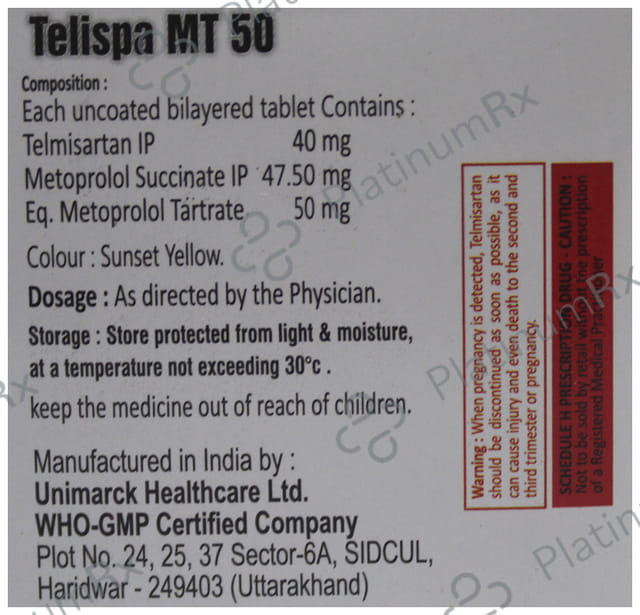 Telispa MT 50
Composition :
Each uncoated bilayered tablet Contains :
Telmisartan IP 40 mg
Metoprolol Succinate IP 47.50 mg
Eq. Metoprolol Tartrate 50 mg
Colour : Sunset Yellow.
Dosage : As directed by the Physician.
Storage : Store protected from light & moisture,
at a temperature not exceeding 30°c .
keep the medicine out of reach of children.
Manufactured in India by :
Unimarck Healthcare Ltd.
WHO-GMP Certified Company
Plot No. 24, 25, 37 Sector-6A, SIDCUL,
Haridwar - 249403 (Uttarakhand)
Warning : When pregnancy is detected, Telmisartan
should be discontinued as soon as possible, as it
can cause injury and even death to the second and
third trimester or pregnancy.
SCHEDULE H PRESCRIPTION DRUG - CAUTION :
Not to be sold by retail without the prescription
of a Registered Medical Practitioner
PlatinumRx
PlatinumRx
PlatinumRx